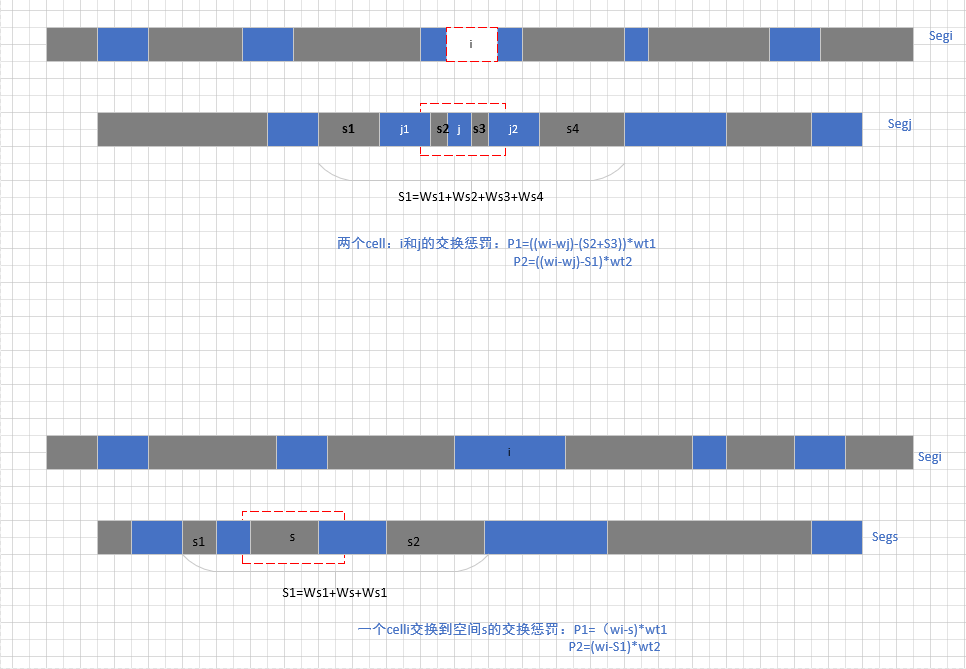 i
Segi
s1
j1
s2
j
s3
j2
s4
Segj
S1=Ws1+Ws2+Ws3+Ws4
两个cell：i和j的交换惩罚：P1=((wi-wj)-(S2+S3))*wt1
P2=((wi-wj)-S1)*wt2
i
Segi
s1
s
s2
Segs
S1=Ws1+Ws+Ws1
一个celli交换到空间s的交换惩罚：P1=（wi-s)*wt1
P2=(wi-S1)*wt2